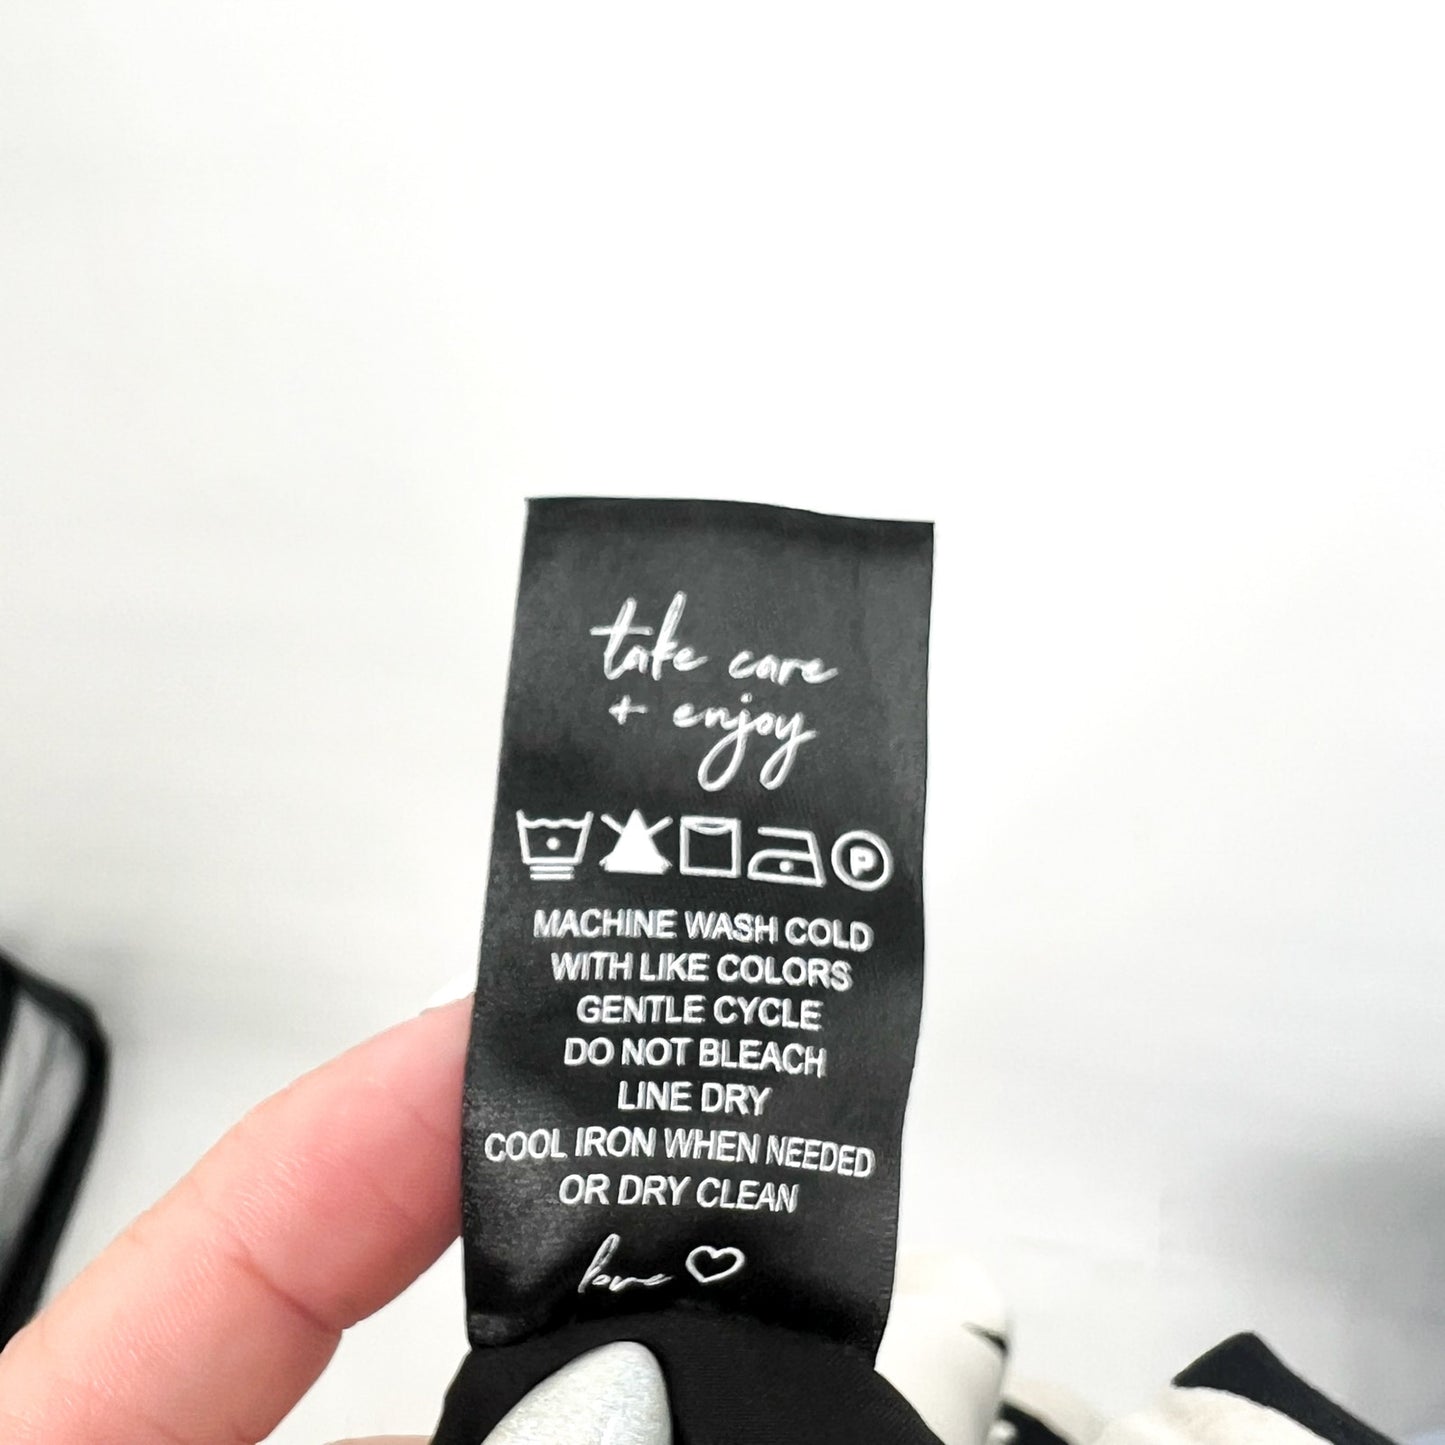 take care
+ enjoy
P
MACHINE WASH COLD
WITH LIKE COLORS
GENTLE CYCLE
DO NOT BLEACH
LINE DRY
COOL IRON WHEN NEEDED
OR DRY CLEAN
love